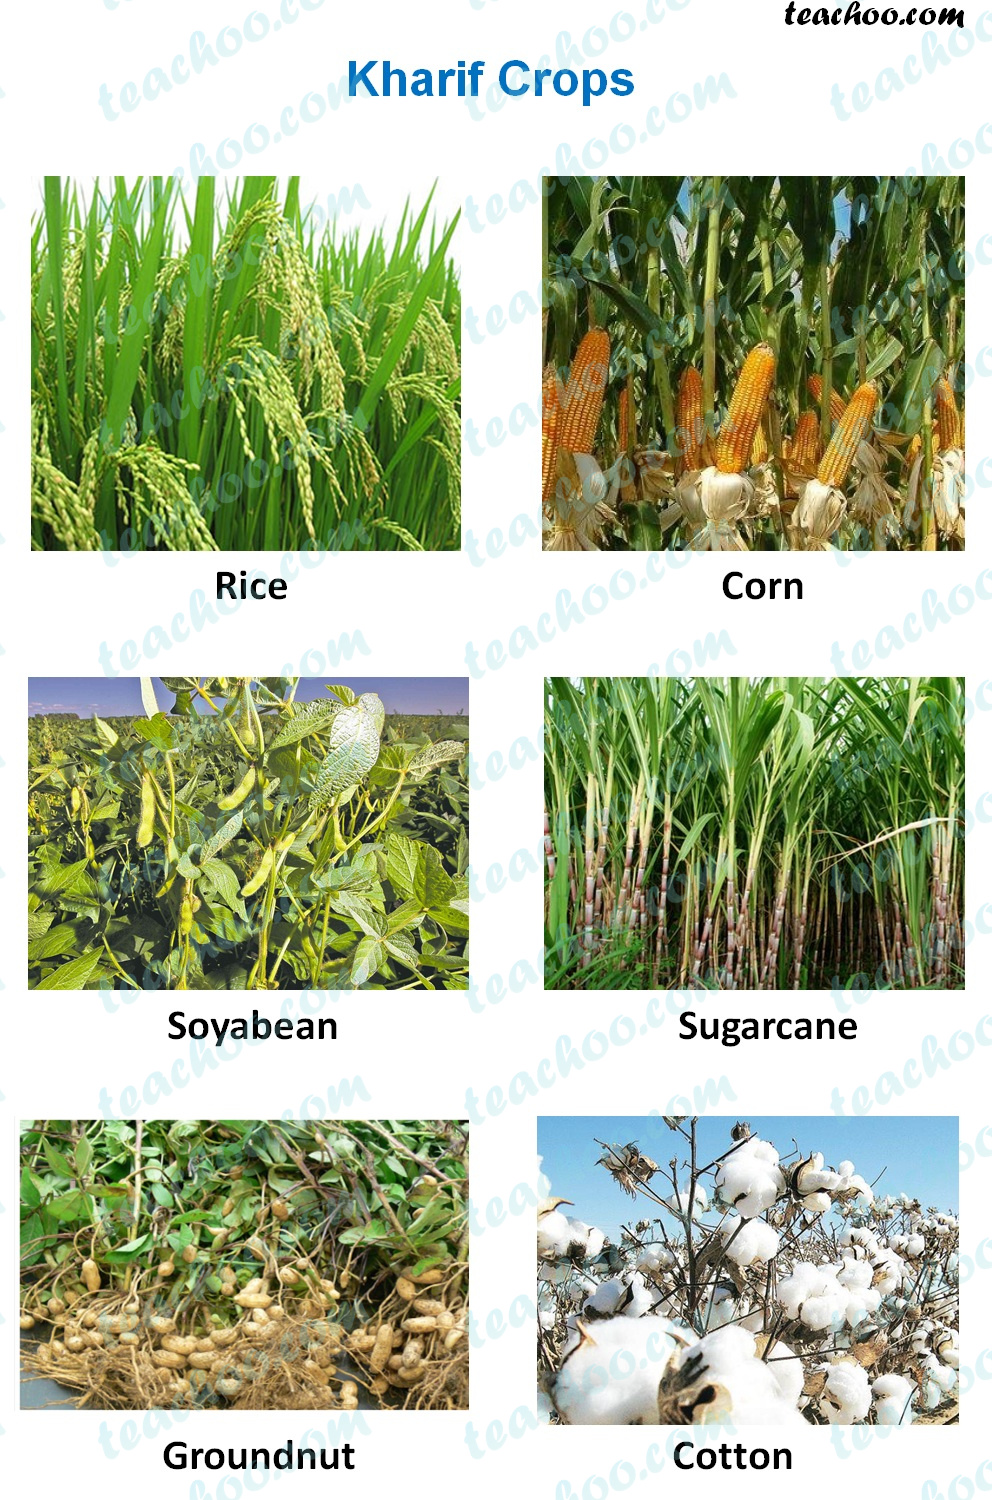 teachoo.com
Kharif Crops
Rice
Corn
Soyabean
Sugarcane
Groundnut
Cotton